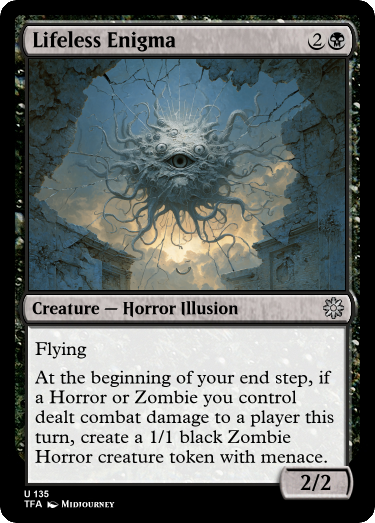 Lifeless Enigma 2
Creature — Horror Illusion
Flying
At the beginning of your end step, if
a Horror or Zombie you control
dealt combat damage to a player this
turn, create a 1/1 black Zombie
Horror creature token with menace.
2/2
U 135
TFA Midjourney